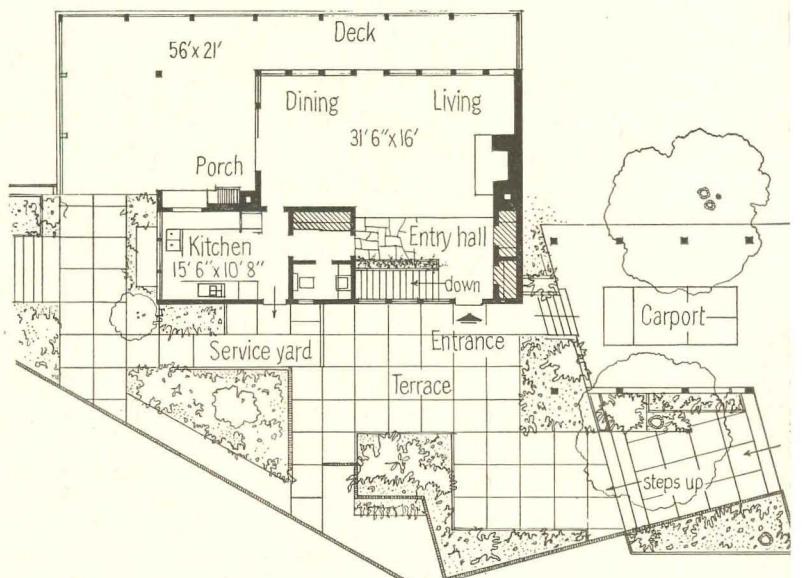 Deck
56'x 21'
Dining
Living
31' 6"x16'
Porch
Kitchen
15' 6"x10' 8"
Entry hall
down
Carport
Service yard
Entrance
Terrace
steps up